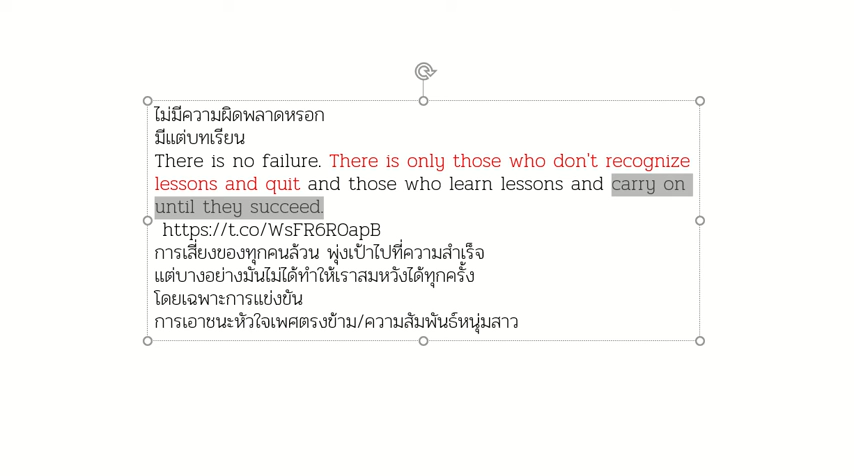 ไม่มีความผิดพลาดหรอก
มีแต่บทเรียน
There is no failure. There is only those who don't recognize
lessons and quit and those who learn lessons and carry on
until they succeed.
https://t.co/WsFR6ROapB
การเสี่ยงของทุกคนล้วน พุ่งเป้าไปที่ความสำเร็จ
แต่บางอย่างมันไม่ได้ทำให้เราสมหวังได้ทุกครั้ง
โดยเฉพาะการแข่งขัน
การเอาชนะหัวใจเพศตรงข้าม/ความสัมพันธ์หนุ่มสาว